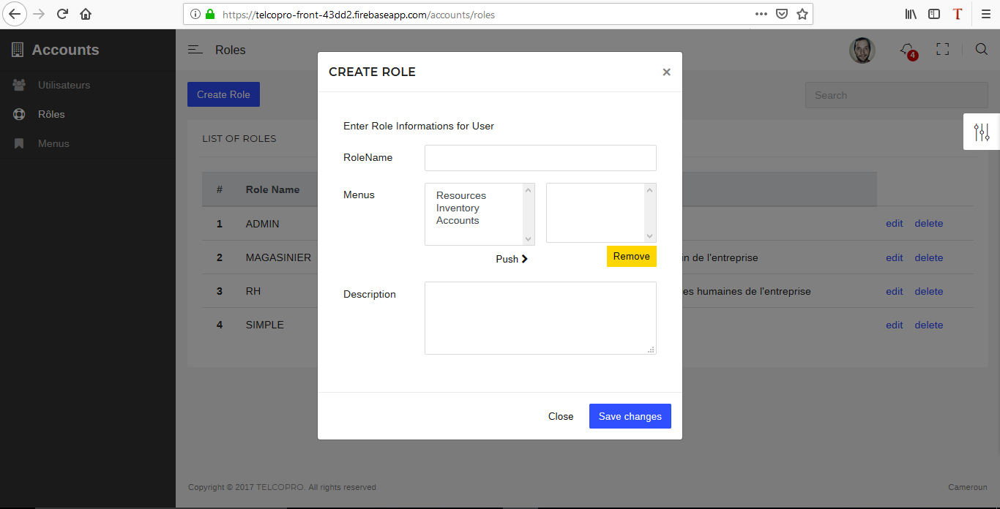 https://telcopro-front-43dd2.firebaseapp.com/accounts/roles
Accounts
Utilisateurs
Rôles
Menus
Roles
4
Create Role
Search
LIST OF ROLES
# Role Name
1 ADMIN edit delete
2 MAGASINIER in de l'entreprise edit delete
3 RH es humaines de l'entreprise edit delete
4 SIMPLE edit delete
CREATE ROLE
×
Enter Role Informations for User
RoleName
Menus
Resources
Inventory
Accounts
Push
Remove
Description
Close Save changes
Copyright © 2017 TELCOPRO. All rights reserved
Cameroun